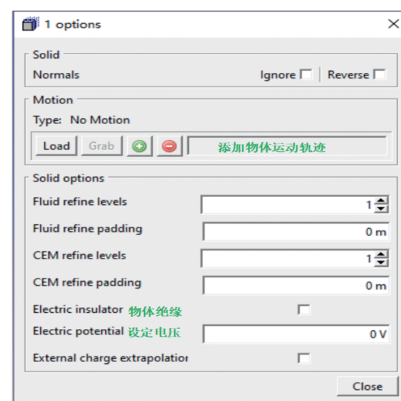 1 options
Solid
Normals Ignore Reverse
Motion
Type: No Motion
Load Grab 添加物体运动轨迹
Solid options
Fluid refine levels 1
Fluid refine padding 0 m
CEM refine levels 1
CEM refine padding 0 m
Electric insulator 物体绝缘
Electric potential 设定电压 0 V
External charge extrapolation
Close